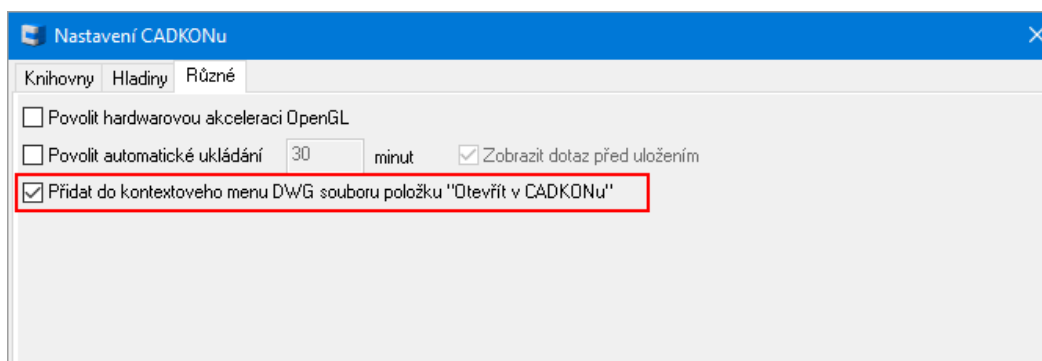 Nastavení CADKONu
Knihovny Hladiny Různé
Povolit hardwarovou akceleraci OpenGL
Povolit automatické ukládání 30 minut Zobrazit dotaz před uložením
Přidat do kontextoveho menu DWG souboru položku "Otevřít v CADKONu"